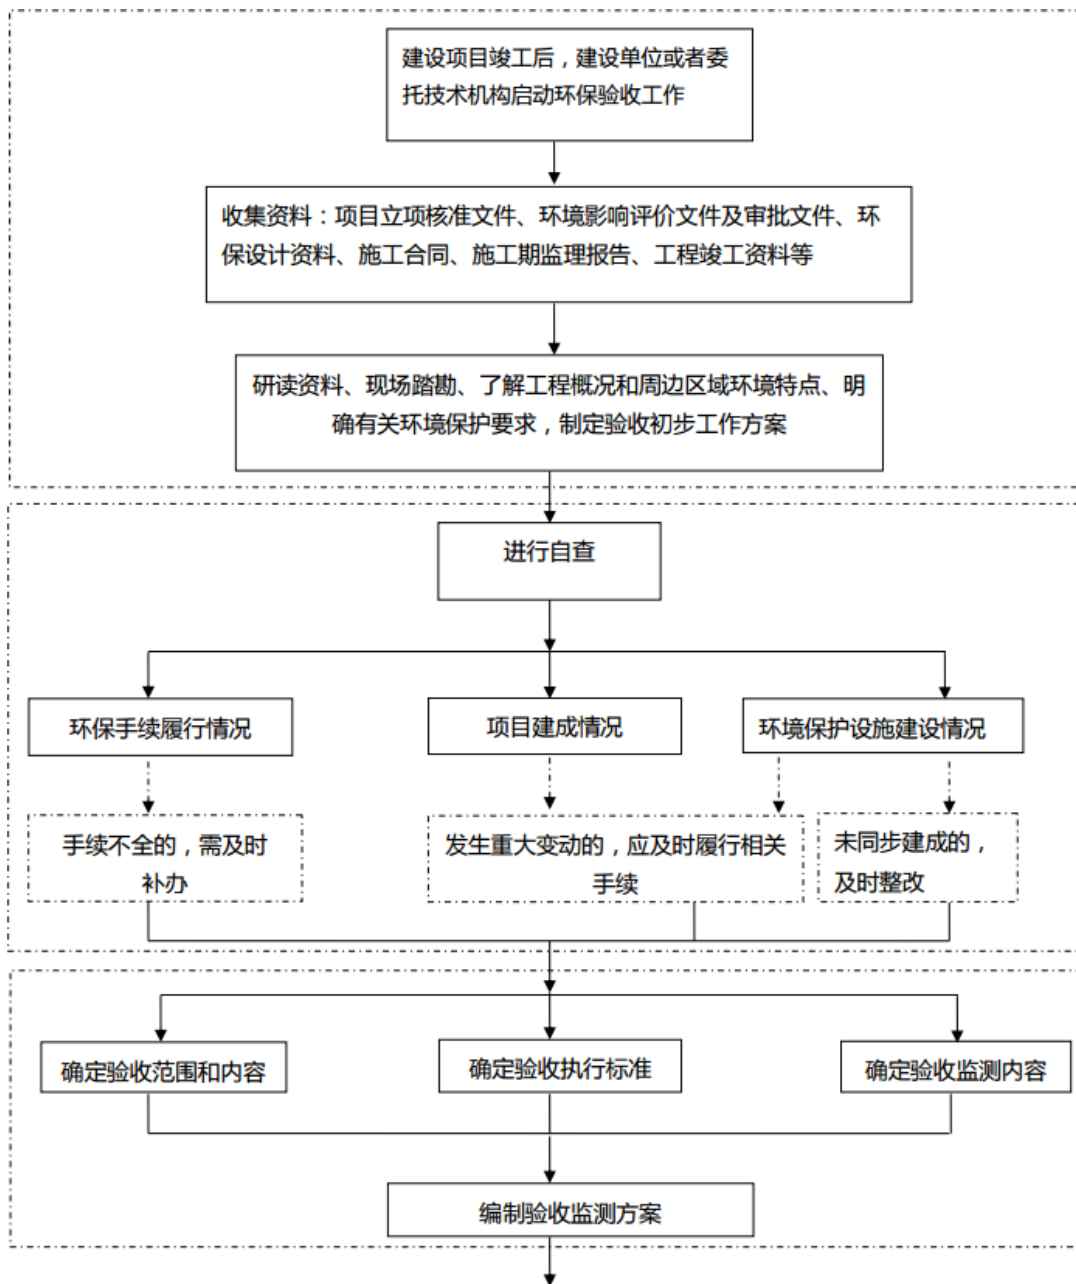 建设项目竣工后，建设单位或者委
托技术机构启动环保验收工作
收集资料：项目立项核准文件、环境影响评价文件及审批文件、环
保设计资料、施工合同、施工期监理报告、工程竣工资料等
研读资料、现场踏勘、了解工程概况和周边区域环境特点、明
确有关环境保护要求，制定验收初步工作方案
进行自查
环保手续履行情况
项目建成情况
环境保护设施建设情况
手续不全的，需及时
补办
发生重大变动的，应及时履行相关
手续
未同步建成的，
及时整改
确定验收范围和内容
确定验收执行标准
确定验收监测内容
编制验收监测方案